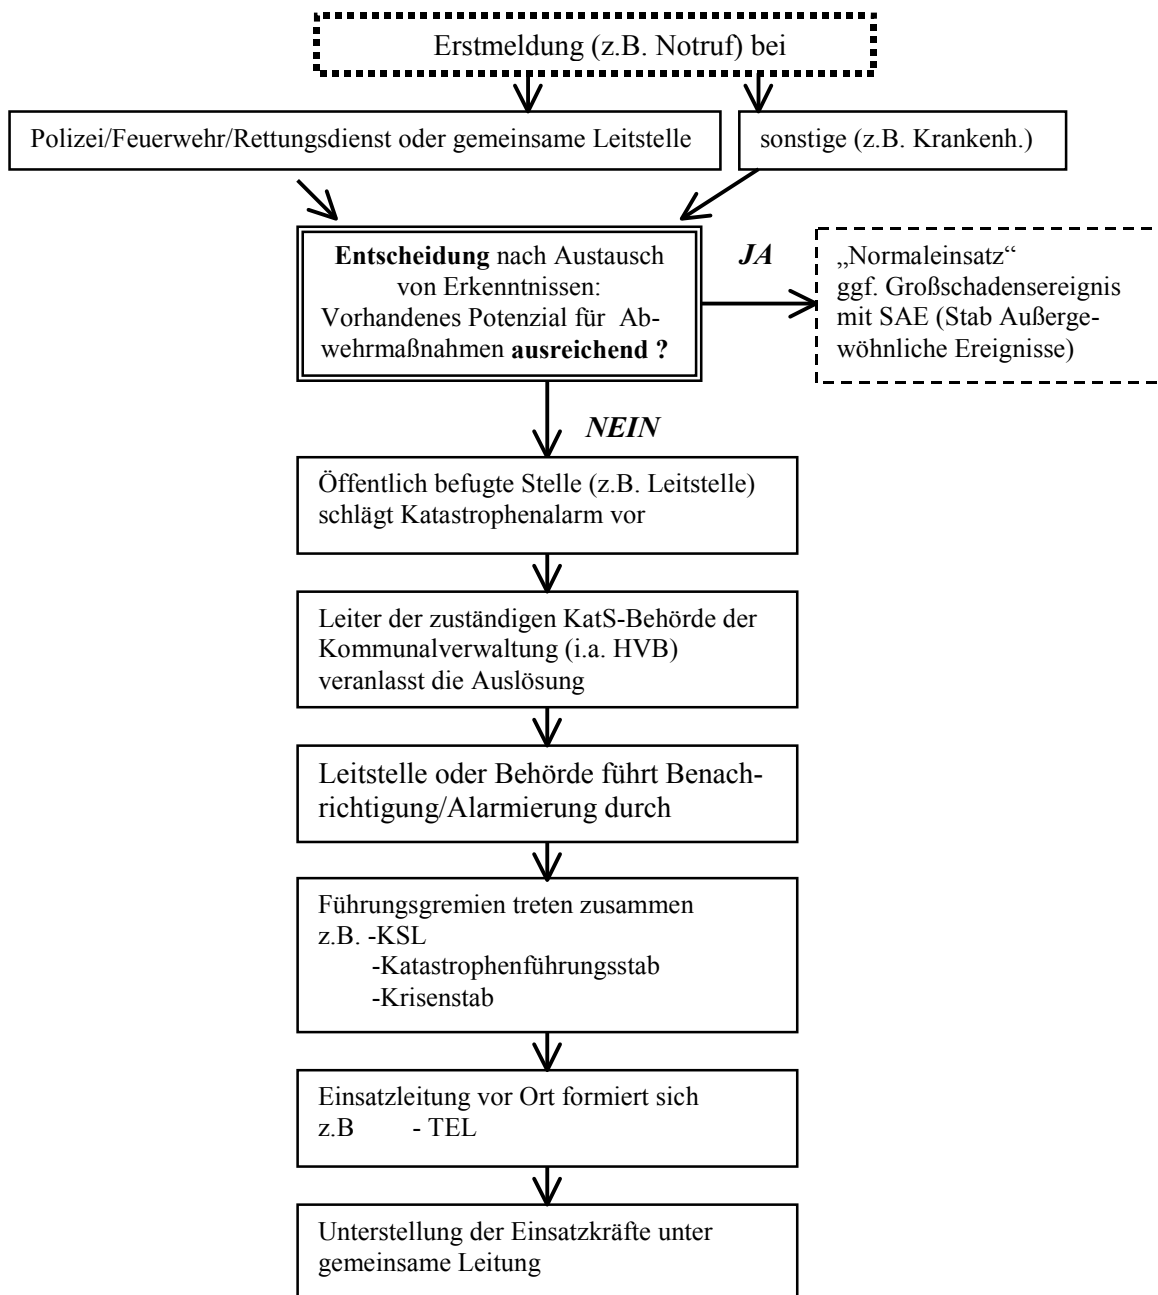 Erstmeldung (z.B. Notruf) bei
Polizei/Feuerwehr/Rettungsdienst oder gemeinsame Leitstelle
sonstige (z.B. Krankenh.)
Entscheidung nach Austausch
von Erkenntnissen:
Vorhandenes Potenzial für Ab-
wehrmaßnahmen ausreichend ?
JA
„Normaleinsatz“
ggf. Großschadensereignis
mit SAE (Stab Außerge-
wöhnliche Ereignisse)
NEIN
Öffentlich befugte Stelle (z.B. Leitstelle)
schlägt Katastrophenalarm vor
Leiter der zuständigen KatS-Behörde der
Kommunalverwaltung (i.a. HVB)
veranlasst die Auslösung
Leitstelle oder Behörde führt Benach-
richtigung/Alarmierung durch
Führungsgremien treten zusammen
z.B. -KSL
-Katastrophenführungsstab
-Krisenstab
Einsatzleitung vor Ort formiert sich
z.B - TEL
Unterstellung der Einsatzkräfte unter
gemeinsame Leitung